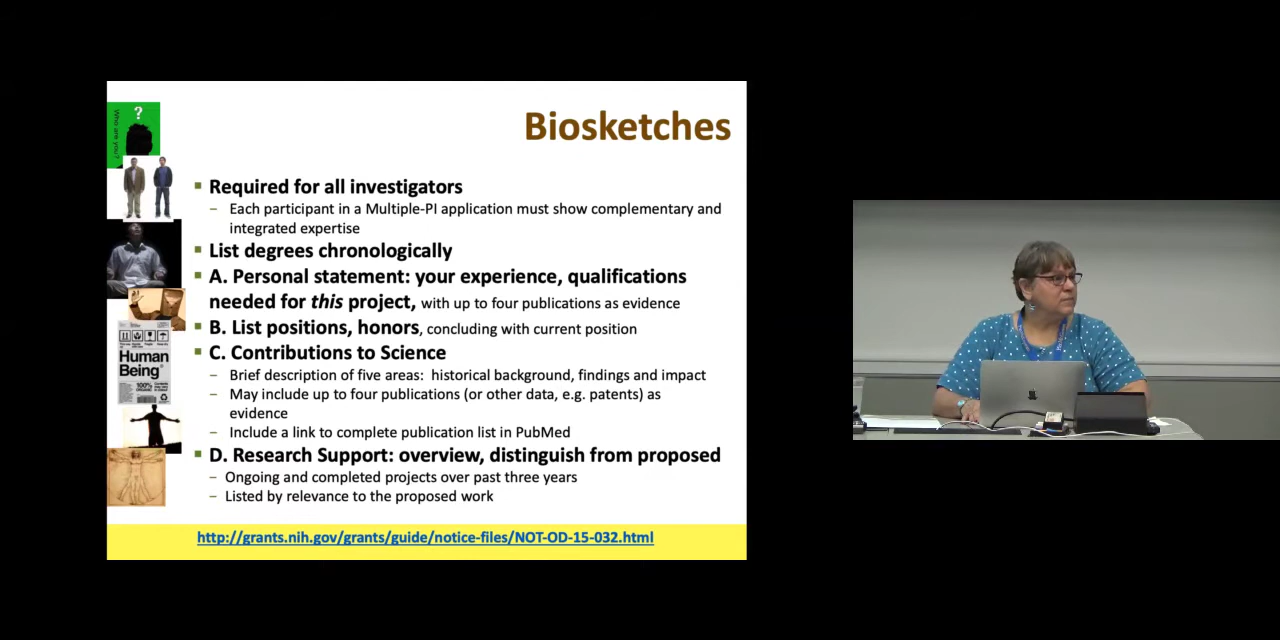 ?
Who are you?
Biosketches
Required for all investigators
– Each participant in a Multiple-PI application must show complementary and
integrated expertise
List degrees chronologically
A. Personal statement: your experience, qualifications
needed for this project, with up to four publications as evidence
B. List positions, honors, concluding with current position
C. Contributions to Science
– Brief description of five areas: historical background, findings and impact
– May include up to four publications (or other data, e.g. patents) as
evidence
– Include a link to complete publication list in PubMed
D. Research Support: overview, distinguish from proposed
– Ongoing and completed projects over past three years
– Listed by relevance to the proposed work
Human
Being
100%
http://grants.nih.gov/grants/guide/notice-files/NOT-OD-15-032.html